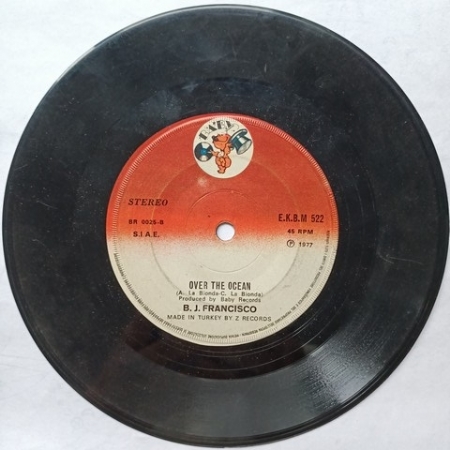 BABY
STEREO
E.K.B.M 522
BR 0025-B
45 RPM
S.I.A.E.
℗ 1977
OVER THE OCEAN
(A. La Bionda-C. La Bionda)
Produced by Baby Records
B. J. FRANCISCO
MADE IN TURKEY BY Z RECORDS